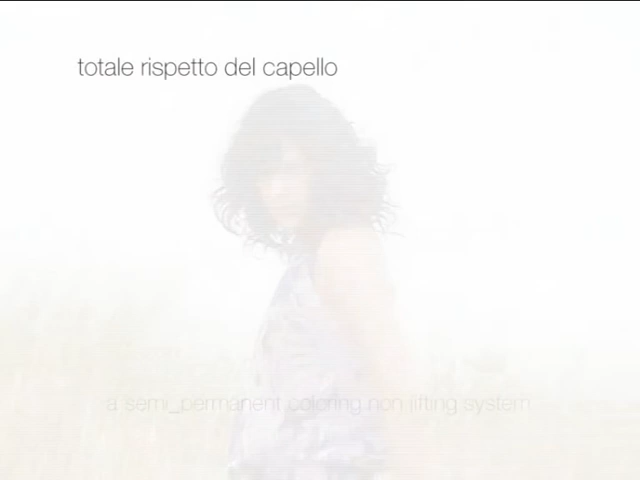 totale rispetto del capello
a semi_permanent coloring non lifting system